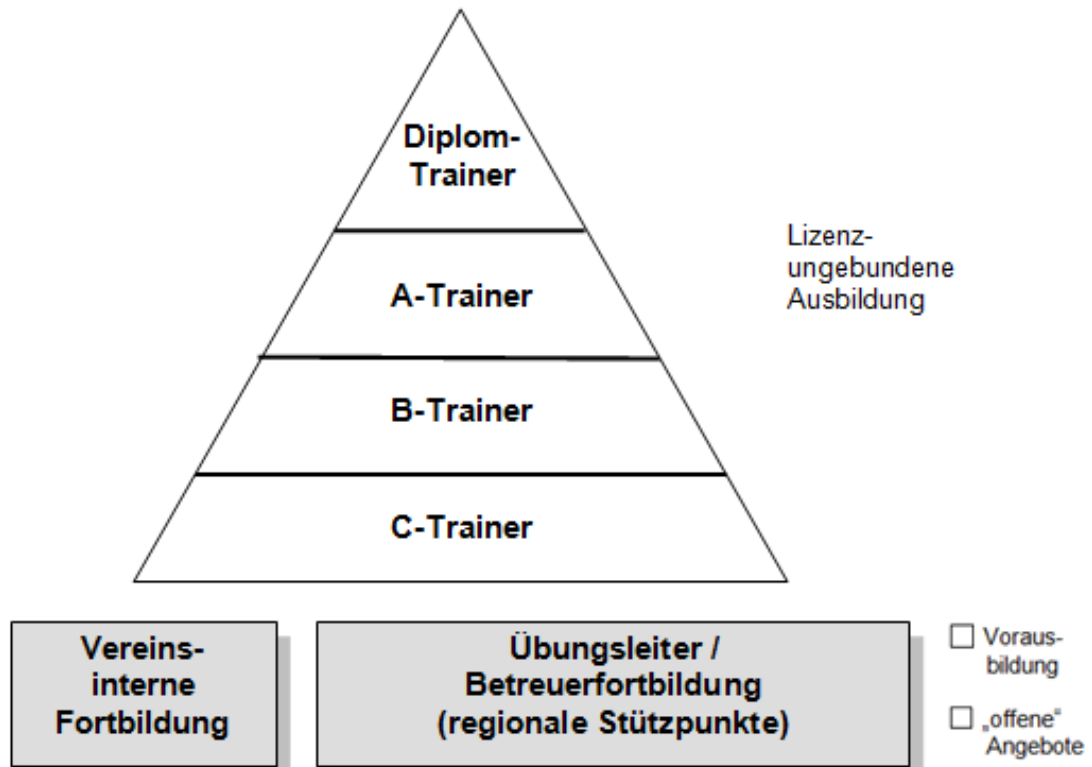 Diplom-
Trainer
Lizenz-
ungebundene
Ausbildung
A-Trainer
B-Trainer
C-Trainer
Vereins-
interne
Fortbildung
Übungsleiter /
Betreuerfortbildung
(regionale Stützpunkte)
Voraus-
bildung
„offene“
Angebote